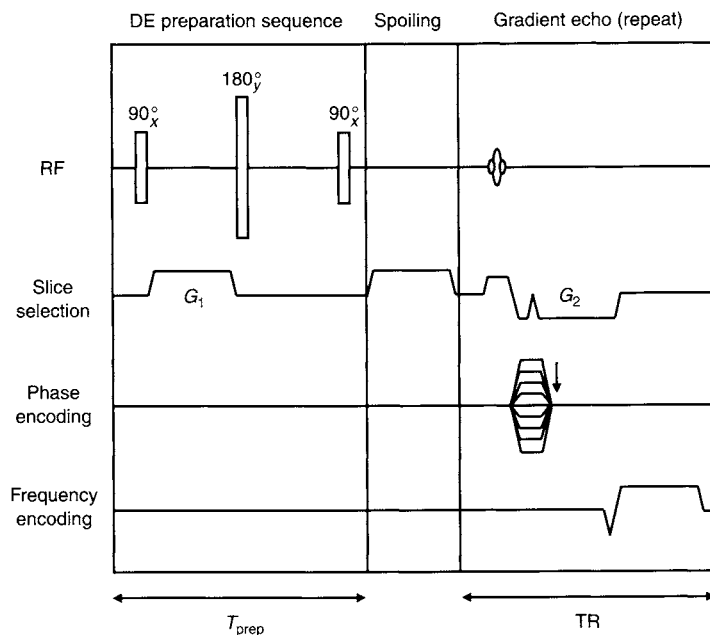 DE preparation sequence Spoiling Gradient echo (repeat)
180°y
90°x 90°x
RF
Slice
selection
G1 G2
Phase
encoding
Frequency
encoding
Tprep TR